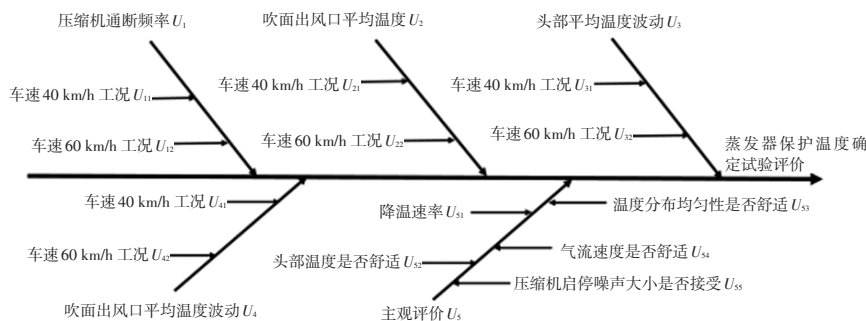 压缩机通断频率 U1
吹面出风口平均温度 U2
头部平均温度波动 U3
车速 40 km/h 工况 U11
车速 40 km/h 工况 U21
车速 40 km/h 工况 U31
车速 60 km/h 工况 U12
车速 60 km/h 工况 U22
车速 60 km/h 工况 U32
蒸发器保护温度确
定试验评价
车速 40 km/h 工况 U41
降温速率 U51
温度分布均匀性是否舒适 U53
车速 60 km/h 工况 U42
头部温度是否舒适 U52
气流速度是否舒适 U54
压缩机启停噪声大小是否接受 U55
吹面出风口平均温度波动 U4
主观评价 U5